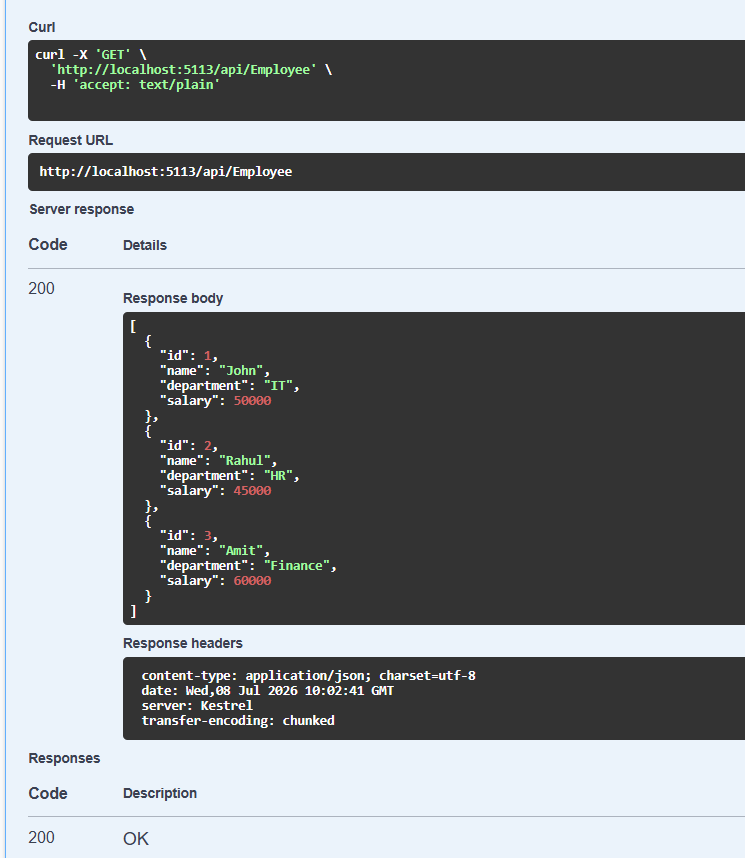 Curl
curl -X 'GET' \
  'http://localhost:5113/api/Employee' \
  -H 'accept: text/plain'
Request URL
http://localhost:5113/api/Employee
Server response
Code Details
200
Response body
[
  {
    "id": 1,
    "name": "John",
    "department": "IT",
    "salary": 50000
  },
  {
    "id": 2,
    "name": "Rahul",
    "department": "HR",
    "salary": 45000
  },
  {
    "id": 3,
    "name": "Amit",
    "department": "Finance",
    "salary": 60000
  }
]
Response headers
content-type: application/json; charset=utf-8
date: Wed,08 Jul 2026 10:02:41 GMT
server: Kestrel
transfer-encoding: chunked
Responses
Code Description
200 OK